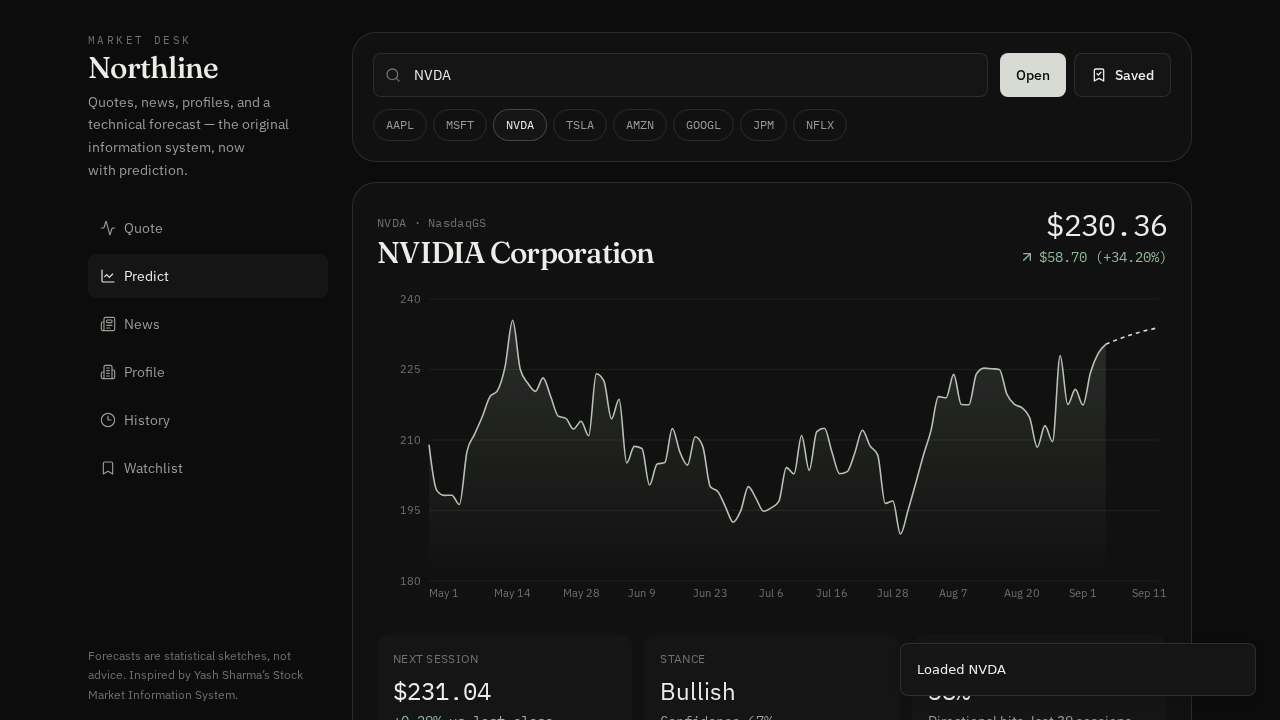 MARKET DESK
Northline
Quotes, news, profiles, and a
technical forecast — the original
information system, now
with prediction.
Quote
Predict
News
Profile
History
Watchlist
Forecasts are statistical sketches, not
advice. Inspired by Yash Sharma's Stock
Market Information System.
NVDA
Open
Saved
AAPL
MSFT
NVDA
TSLA
AMZN
GOOGL
JPM
NFLX
NVDA · NasdaqGS
NVIDIA Corporation
$230.36
$58.70 (+34.20%)
240
225
210
195
180
May 1
May 14
May 28
Jun 9
Jun 23
Jul 6
Jul 16
Jul 28
Aug 7
Aug 20
Sep 1
Sep 11
NEXT SESSION
$231.04
STANCE
Bullish
Loaded NVDA